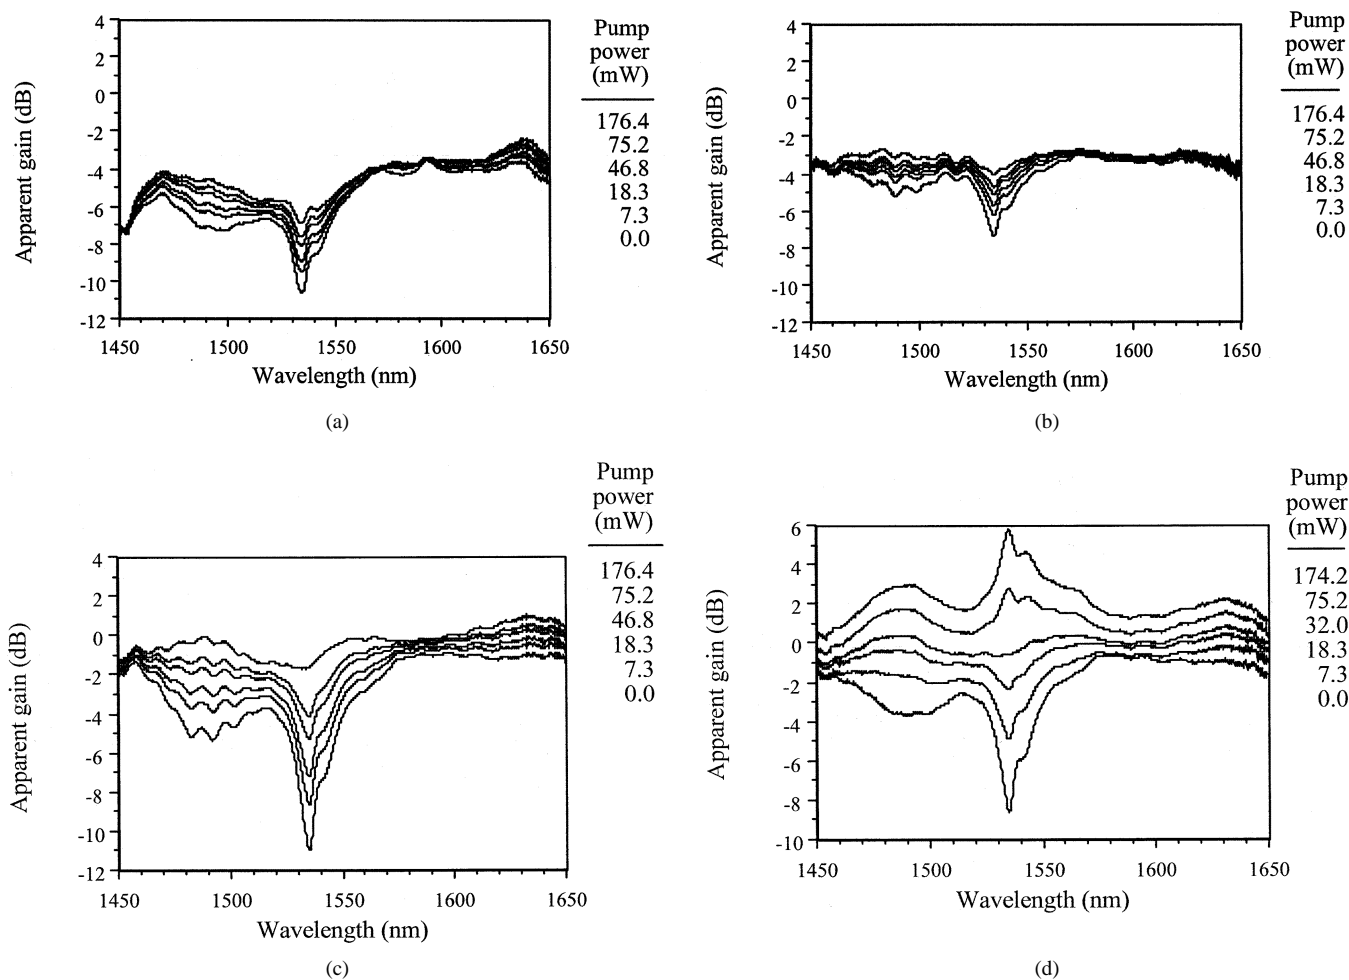 4
2
0
-2
-4
-6
-8
-10
-12
Apparent gain (dB)
1450 1500 1550 1600 1650
Wavelength (nm)
Pump
power
(mW)
176.4
75.2
46.8
18.3
7.3
0.0
(a)
4
2
0
-2
-4
-6
-8
-10
-12
Apparent gain (dB)
1450 1500 1550 1600 1650
Wavelength (nm)
Pump
power
(mW)
176.4
75.2
46.8
18.3
7.3
0.0
(b)
4
2
0
-2
-4
-6
-8
-10
-12
Apparent gain (dB)
1450 1500 1550 1600 1650
Wavelength (nm)
Pump
power
(mW)
176.4
75.2
46.8
18.3
7.3
0.0
(c)
6
4
2
0
-2
-4
-6
-8
-10
Apparent gain (dB)
1450 1500 1550 1600 1650
Wavelength (nm)
Pump
power
(mW)
174.2
75.2
32.0
18.3
7.3
0.0
(d)